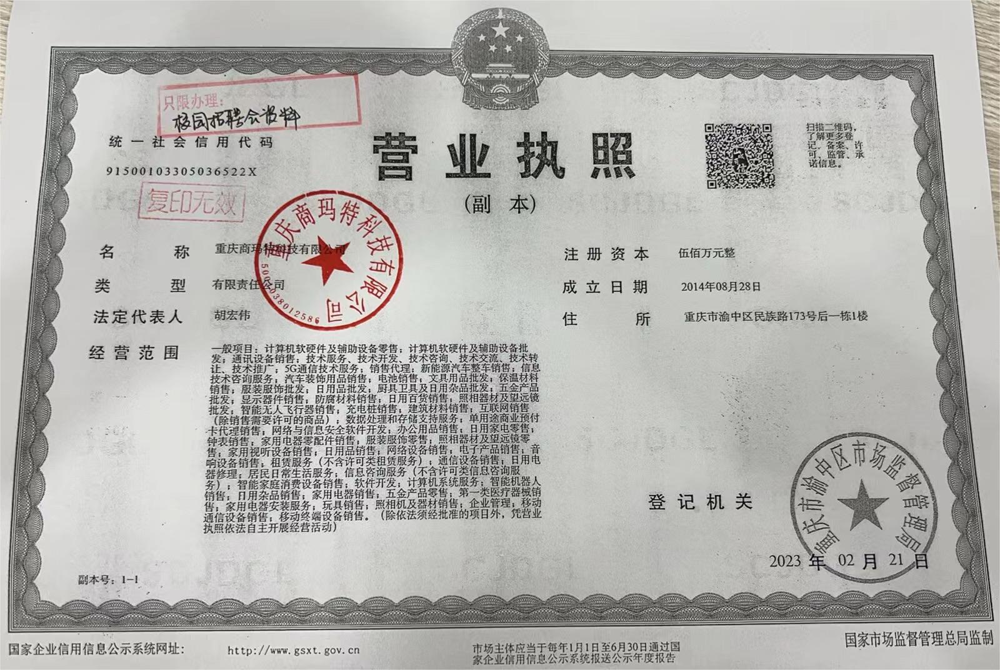 只限办理：
校园招聘会资料
统一社会信用代码
91500103305036522X
复印无效
营业执照
（副 本）
扫描二维码，
了解更多登
记、备案、许
可、监管、承
诺信息。
名 称 重庆商玛特科技有限公司
类 型 有限责任公司
法定代表人 胡宏伟
重庆商玛特科技有限公司
5001038012586
注册资本 伍佰万元整
成立日期 2014年08月28日
住 所 重庆市渝中区民族路173号后一栋1楼
经营范围
一般项目：计算机软硬件及辅助设备零售；计算机软硬件及辅助设备批
发；通讯设备销售；技术服务、技术开发、技术咨询、技术交流、技术转
让、技术推广；5G通信技术服务；销售代理；新能源汽车整车销售；信息
技术咨询服务；汽车装饰用品销售；电池销售；文具用品批发；保温材料
销售；服装服饰批发；日用品批发；厨具卫具及日用杂品批发；五金产品
批发；显示器件销售；防腐材料销售；日用百货销售；照相器材及望远镜
批发；智能无人飞行器销售；充电桩销售；建筑材料销售；互联网销售
（除销售需要许可的商品）；数据处理和存储支持服务；单用途商业预付
卡代理销售；网络与信息安全软件开发；办公用品销售；日用家电零售；
钟表销售；家用电器零配件销售；服装服饰零售；照相器材及望远镜零
售；家用视听设备销售；日用品销售；网络设备销售；电子产品销售；音
响设备销售；租赁服务（不含许可类租赁服务）；通信设备销售；日用电
器修理；居民日常生活服务；信息咨询服务（不含许可类信息咨询服
务）；智能家庭消费设备销售；软件开发；计算机系统服务；智能机器人
销售；日用杂品销售；家用电器销售；五金产品零售；第一类医疗器械销
售；家用电器安装服务；玩具销售；照相机及器材销售；企业管理；移动
通信设备销售；移动终端设备销售。（除依法须经批准的项目外，凭营业
执照依法自主开展经营活动）
登记机关
重庆市渝中区市场监督管理局
2023 年 02 月 21 日
副本号：1-1
国家企业信用信息公示系统网址： http://www.gsxt.gov.cn
市场主体应当于每年1月1日至6月30日通过国
家企业信用信息公示系统报送公示年度报告
国家市场监督管理总局监制